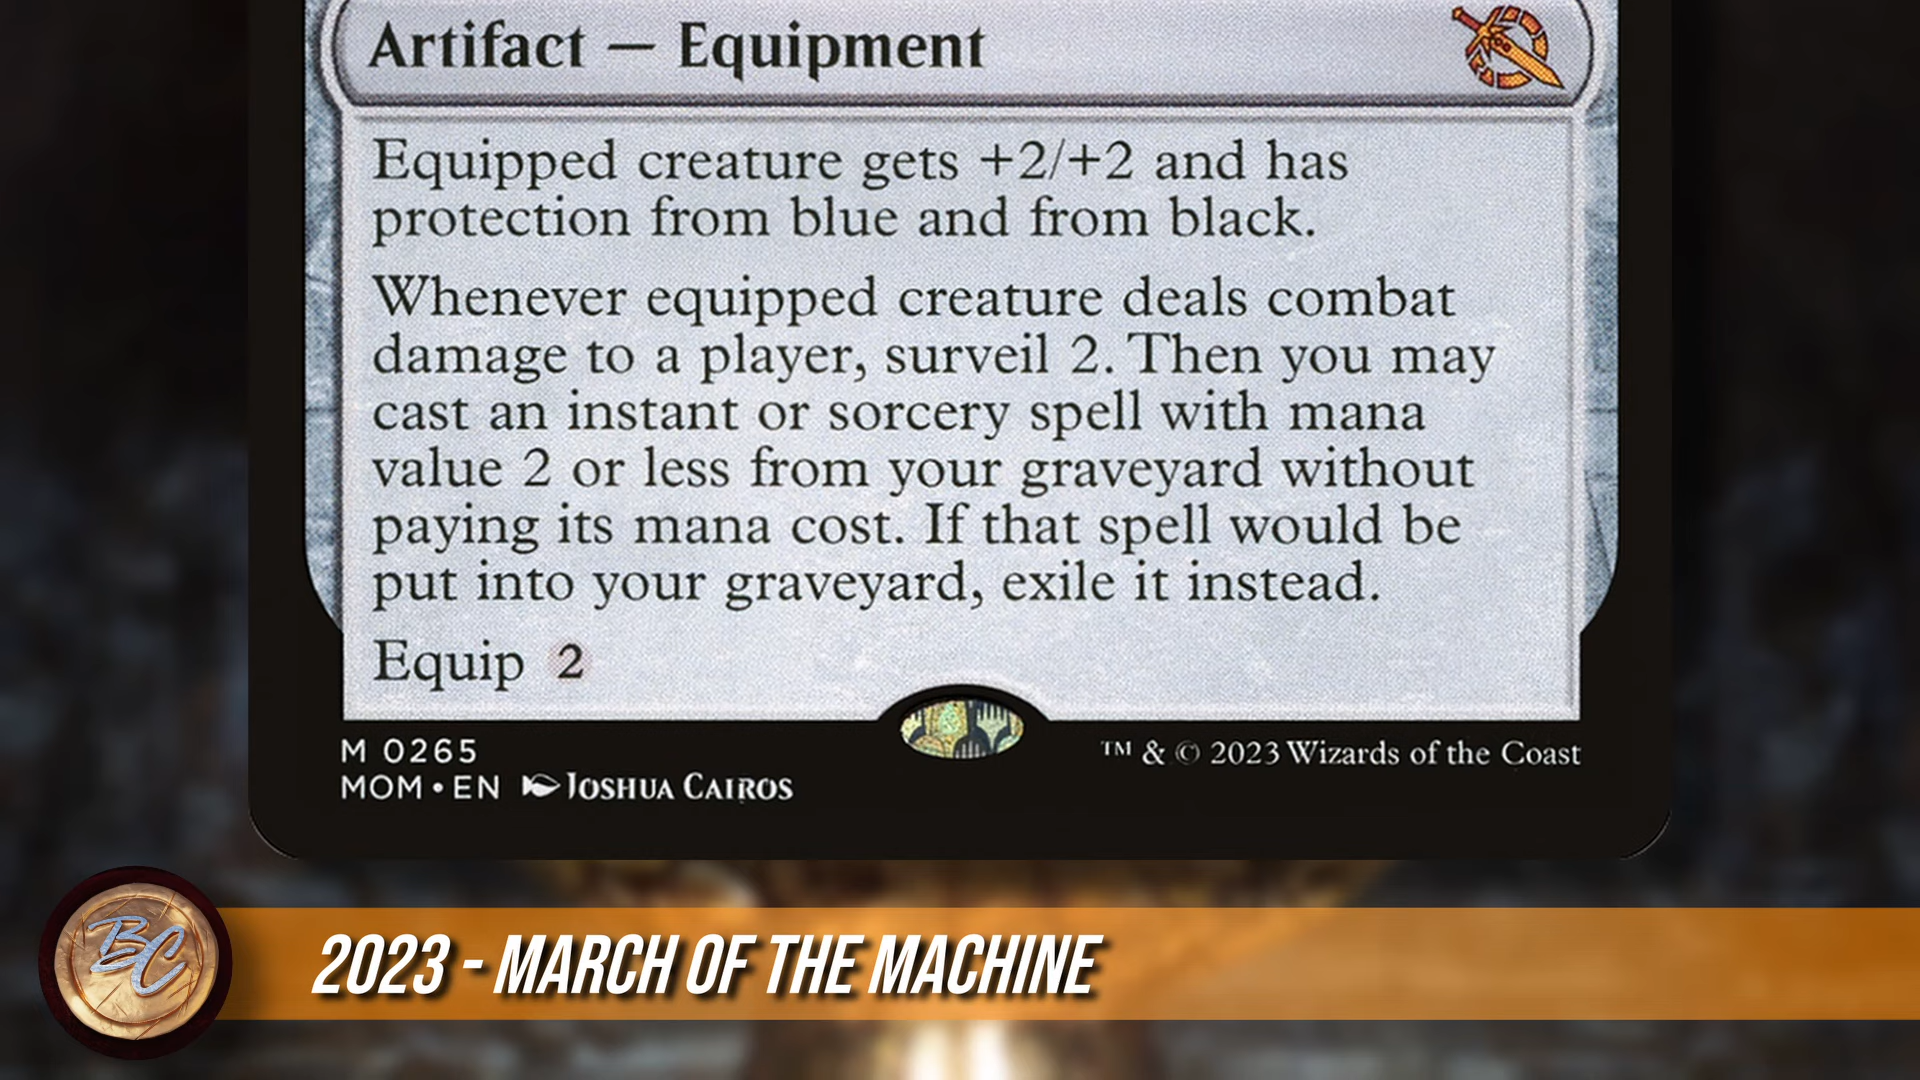 Artifact — Equipment
Equipped creature gets +2/+2 and has
protection from blue and from black.
Whenever equipped creature deals combat
damage to a player, surveil 2. Then you may
cast an instant or sorcery spell with mana
value 2 or less from your graveyard without
paying its mana cost. If that spell would be
put into your graveyard, exile it instead.
Equip 2
M 0265
MOM • EN Joshua Cairos
™ & © 2023 Wizards of the Coast
BC
2023 - MARCH OF THE MACHINE